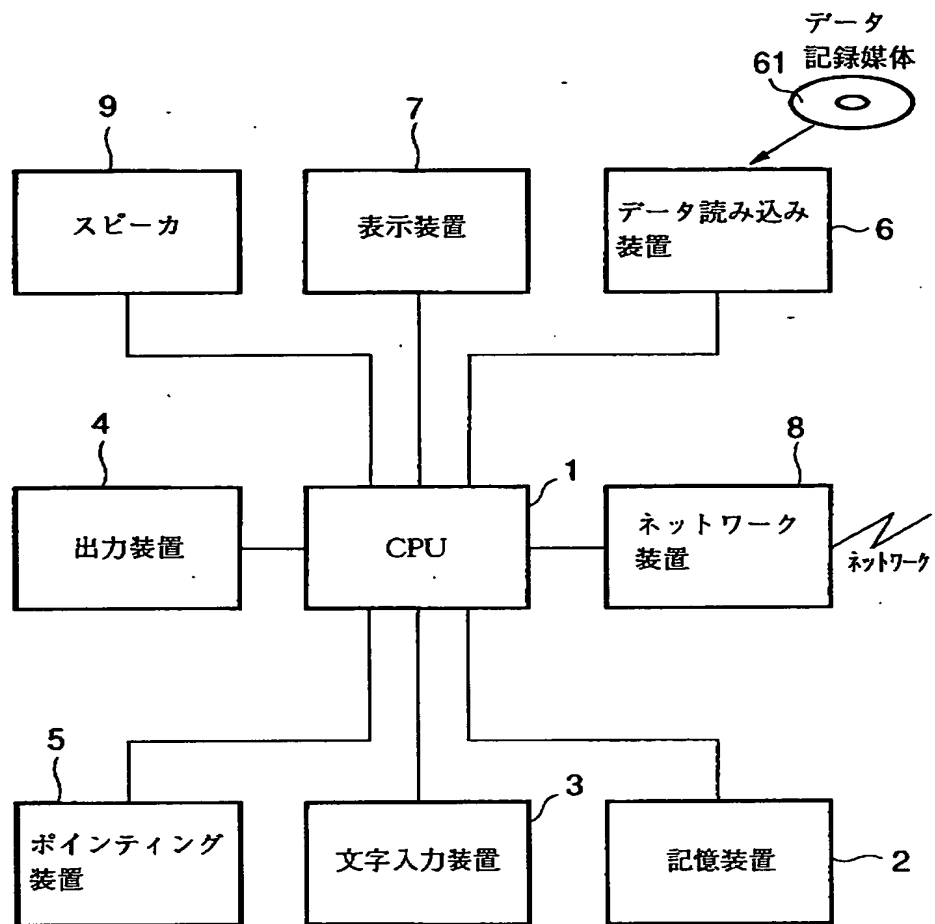 データ
記録媒体
61
9
7
スピーカ
表示装置
データ読み込み
装置
6
4
1
8
出力装置
CPU
ネットワーク
装置
ネットワーク
5
3
ポインティング
装置
文字入力装置
記憶装置
2